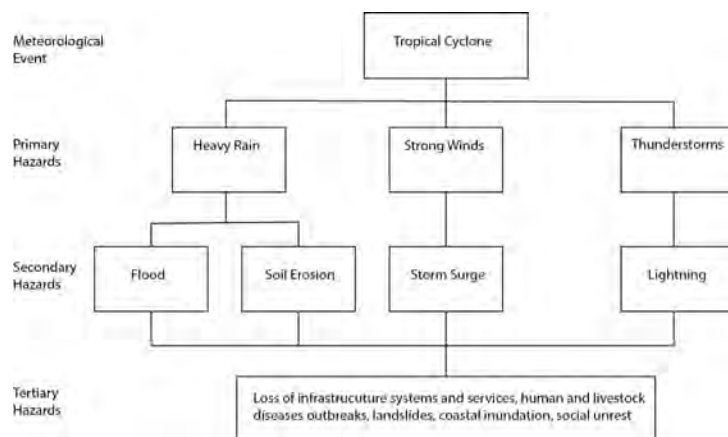 Meteorological
Event
Tropical Cyclone
Primary
Hazards
Heavy Rain
Strong Winds
Thunderstorms
Secondary
Hazards
Flood
Soil Erosion
Storm Surge
Lightning
Tertiary
Hazards
Loss of infrastrucuture systems and services, human and livestock
diseases outbreaks, landslides, coastal inundation, social unrest